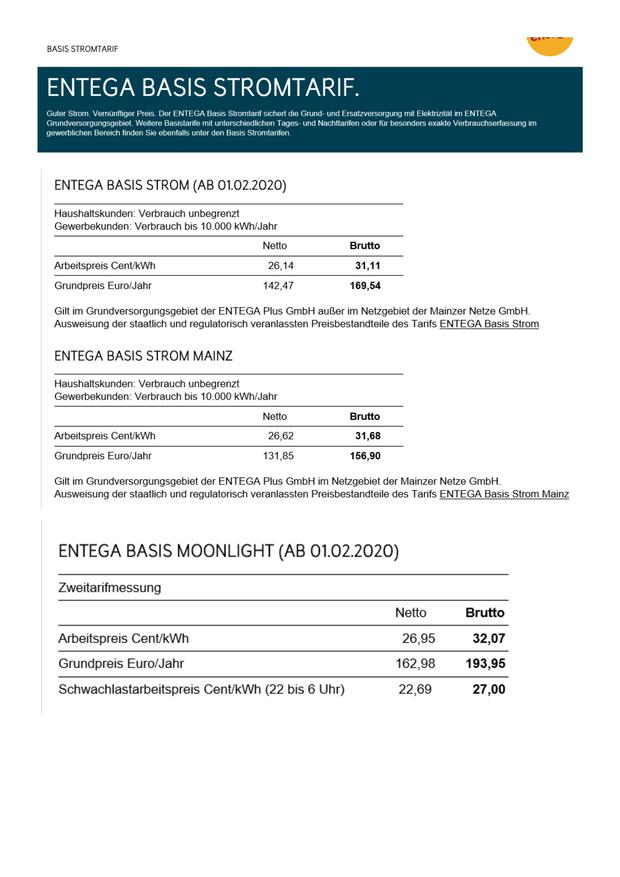 BASIS STROMTARIF
ENTEGA BASIS STROMTARIF.
Guter Strom. Vernünftiger Preis. Der ENTEGA Basis Stromtarif sichert die Grund- und Ersatzversorgung mit Elektrizität im ENTEGA
Grundversorgungsgebiet. Weitere Basistarife mit unterschiedlichen Tages- und Nachttarifen oder für besonders exakte Verbrauchserfassung im
gewerblichen Bereich finden Sie ebenfalls unter den Basis Stromtarifen.
ENTEGA BASIS STROM (AB 01.02.2020)
Haushaltskunden: Verbrauch unbegrenzt
Gewerbekunden: Verbrauch bis 10.000 kWh/Jahr
Netto Brutto
Arbeitspreis Cent/kWh 26,14 31,11
Grundpreis Euro/Jahr 142,47 169,54
Gilt im Grundversorgungsgebiet der ENTEGA Plus GmbH außer im Netzgebiet der Mainzer Netze GmbH.
Ausweisung der staatlich und regulatorisch veranlassten Preisbestandteile des Tarifs ENTEGA Basis Strom
ENTEGA BASIS STROM MAINZ
Haushaltskunden: Verbrauch unbegrenzt
Gewerbekunden: Verbrauch bis 10.000 kWh/Jahr
Netto Brutto
Arbeitspreis Cent/kWh 26,62 31,68
Grundpreis Euro/Jahr 131,85 156,90
Gilt im Grundversorgungsgebiet der ENTEGA Plus GmbH im Netzgebiet der Mainzer Netze GmbH.
Ausweisung der staatlich und regulatorisch veranlassten Preisbestandteile des Tarifs ENTEGA Basis Strom Mainz
ENTEGA BASIS MOONLIGHT (AB 01.02.2020)
Zweitarifmessung
Netto Brutto
Arbeitspreis Cent/kWh 26,95 32,07
Grundpreis Euro/Jahr 162,98 193,95
Schwachlastarbeitspreis Cent/kWh (22 bis 6 Uhr) 22,69 27,00